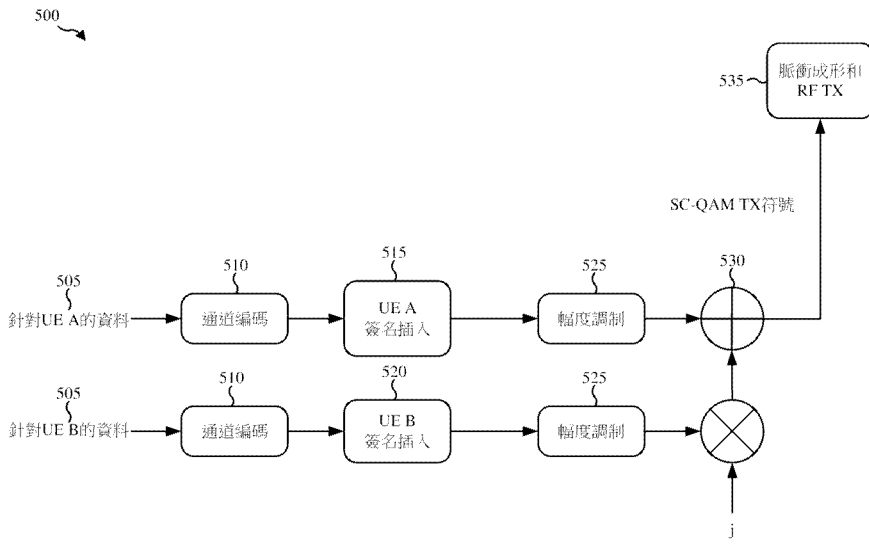 500
脈衝成形和
RF TX
535
SC-QAM TX符號
505
針對UE A的資料
510
通道編碼
515
UE A
簽名插入
525
幅度調制
530
505
針對UE B的資料
510
通道編碼
520
UE B
簽名插入
525
幅度調制
j